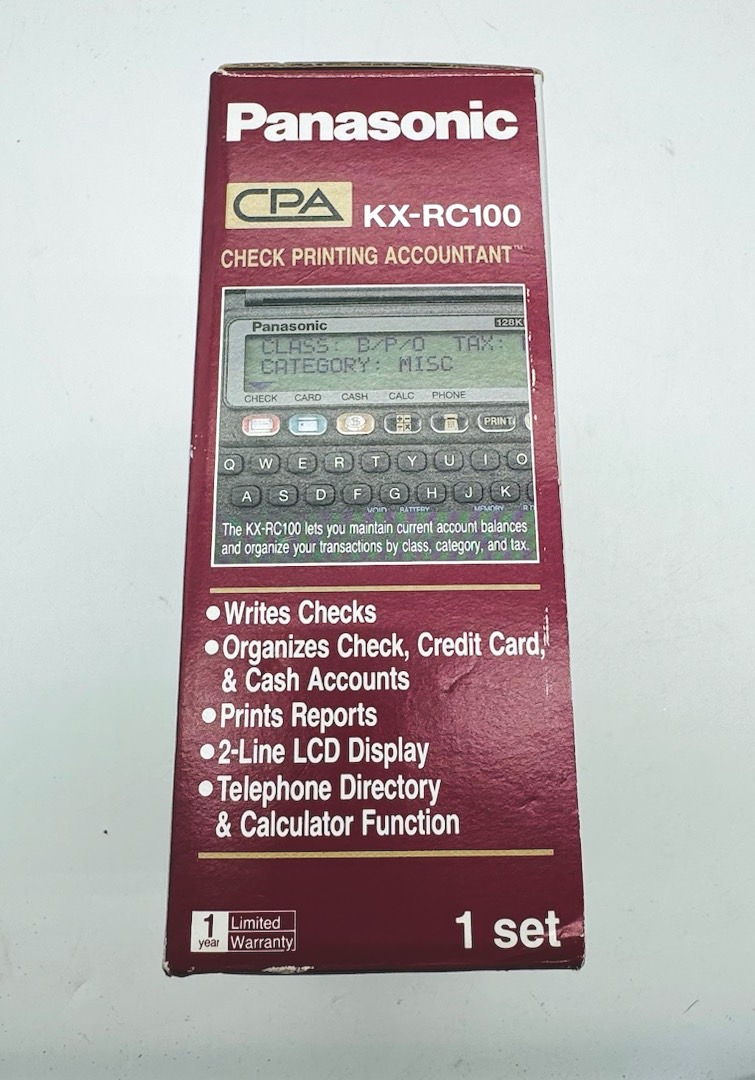 Panasonic
CPA KX-RC100
CHECK PRINTING ACCOUNTANT™
Panasonic 128K
CLASS: B/P/O TAX:
CATEGORY: MISC
CHECK CARD CASH CALC PHONE
PRINT
Q W E R T Y U I O
A S D F G H J K
VOID BATTERY MEMORY
The KX-RC100 lets you maintain current account balances
and organize your transactions by class, category, and tax.
•Writes Checks
•Organizes Check, Credit Card,
& Cash Accounts
•Prints Reports
•2-Line LCD Display
•Telephone Directory
& Calculator Function
1 year Limited Warranty
1 set